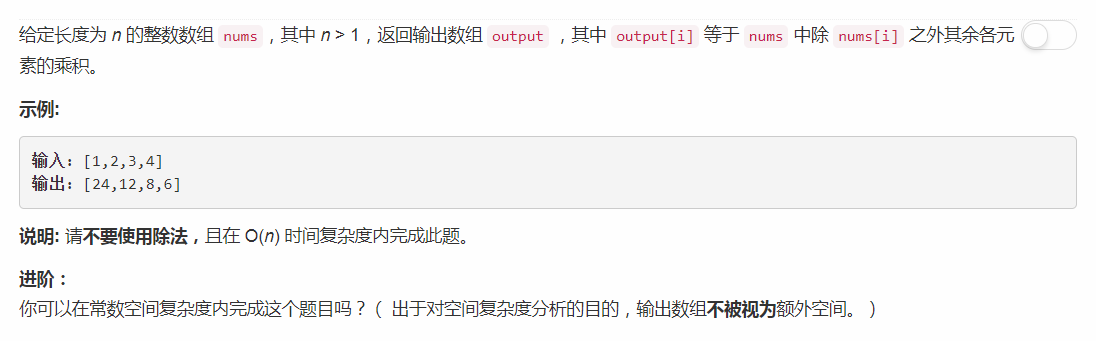 给定长度为 n 的整数数组 nums ，其中 n > 1，返回输出数组 output ，其中 output[i] 等于 nums 中除 nums[i] 之外其余各元
素的乘积。
示例:
输入: [1,2,3,4]
输出: [24,12,8,6]
说明: 请不要使用除法，且在 O(n) 时间复杂度内完成此题。
进阶：
你可以在常数空间复杂度内完成这个题目吗？（ 出于对空间复杂度分析的目的，输出数组不被视为额外空间。）